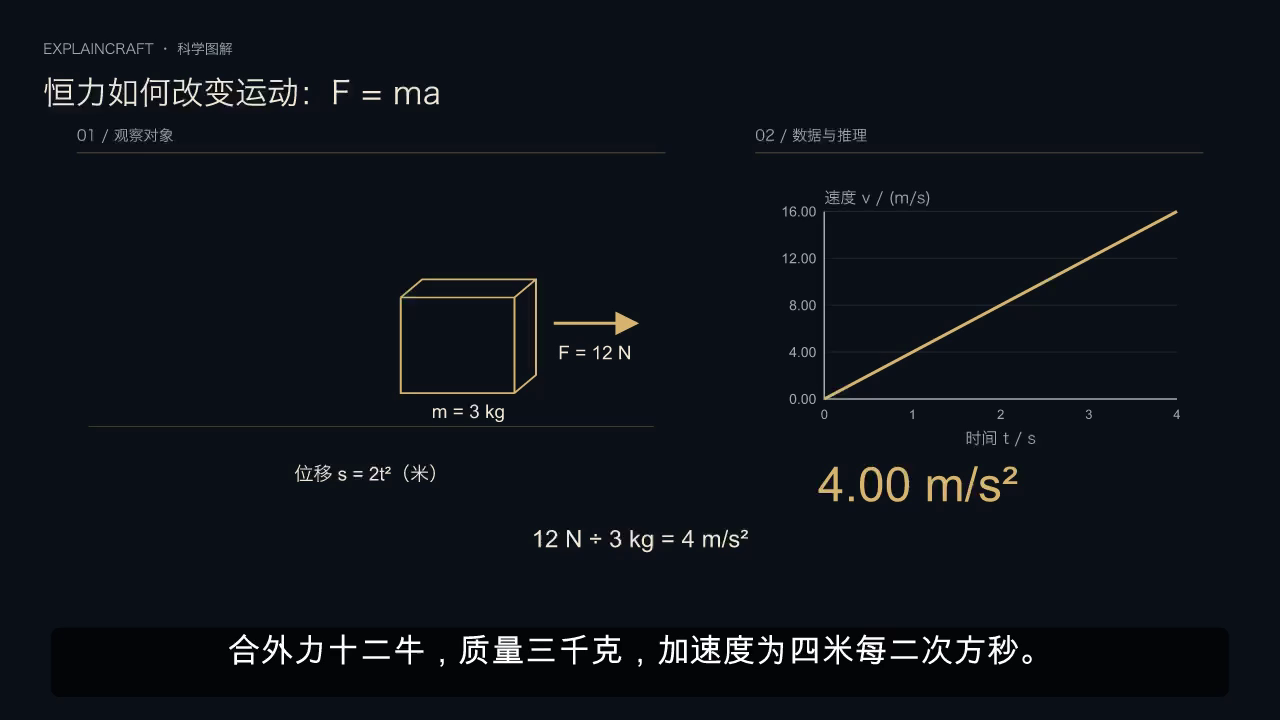 EXPLAINCRAFT · 科学图解
恒力如何改变运动：F = ma
01 / 观察对象
F = 12 N
m = 3 kg
位移 s = 2t²（米）
02 / 数据与推理
速度 v / (m/s)
16.00
12.00
8.00
4.00
0.00
0 1 2 3 4
时间 t / s
4.00 m/s²
12 N ÷ 3 kg = 4 m/s²
合外力十二牛，质量三千克，加速度为四米每二次方秒。